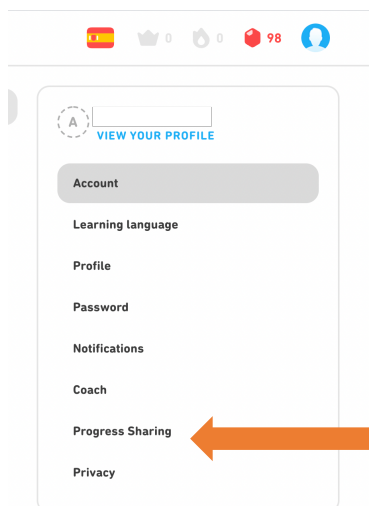 0 0 98
A
VIEW YOUR PROFILE
Account
Learning language
Profile
Password
Notifications
Coach
Progress Sharing
Privacy